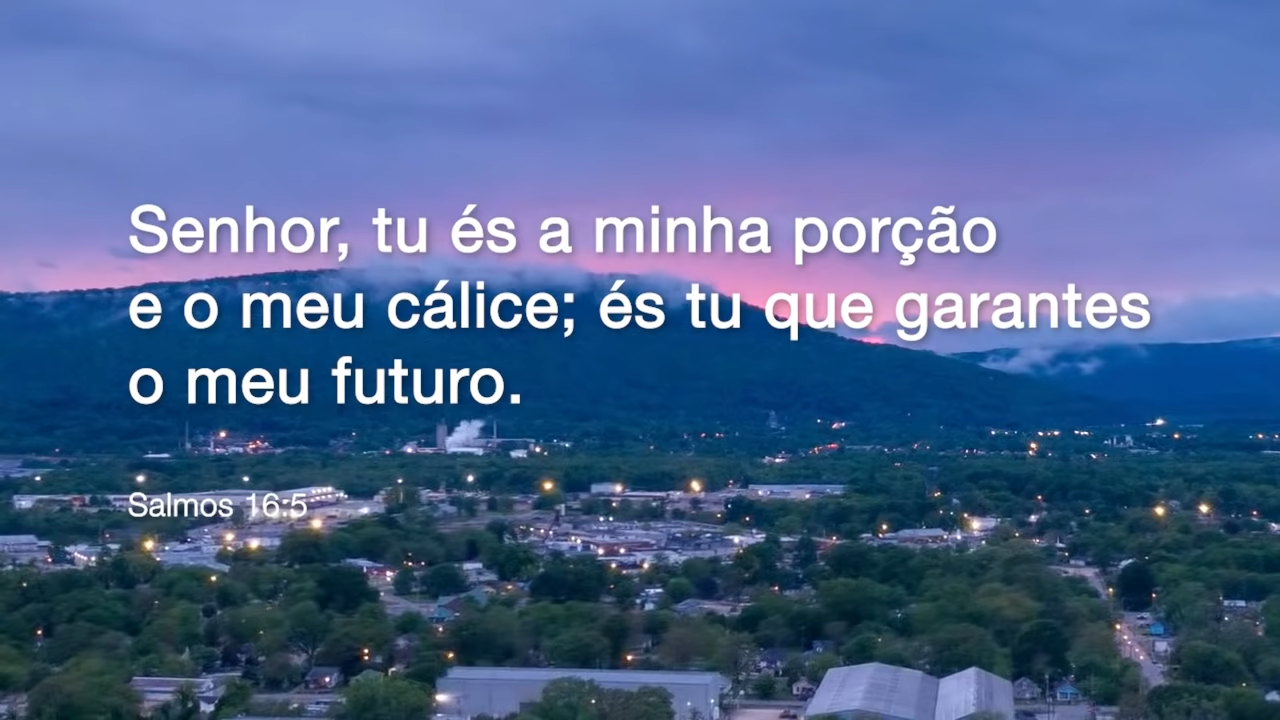 Senhor, tu és a minha porção
e o meu cálice; és tu que garantes
o meu futuro.
Salmos 16:5